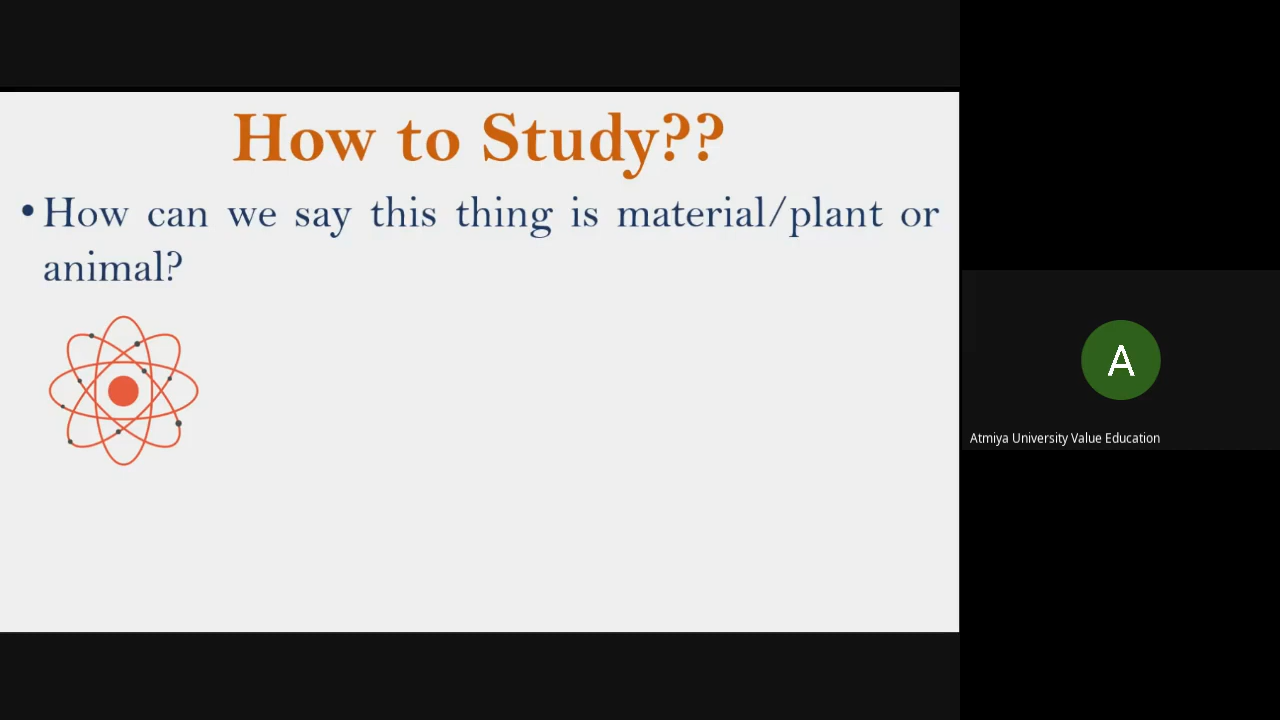 How to Study??
• How can we say this thing is material/plant or
animal?
A
Atmiya University Value Education